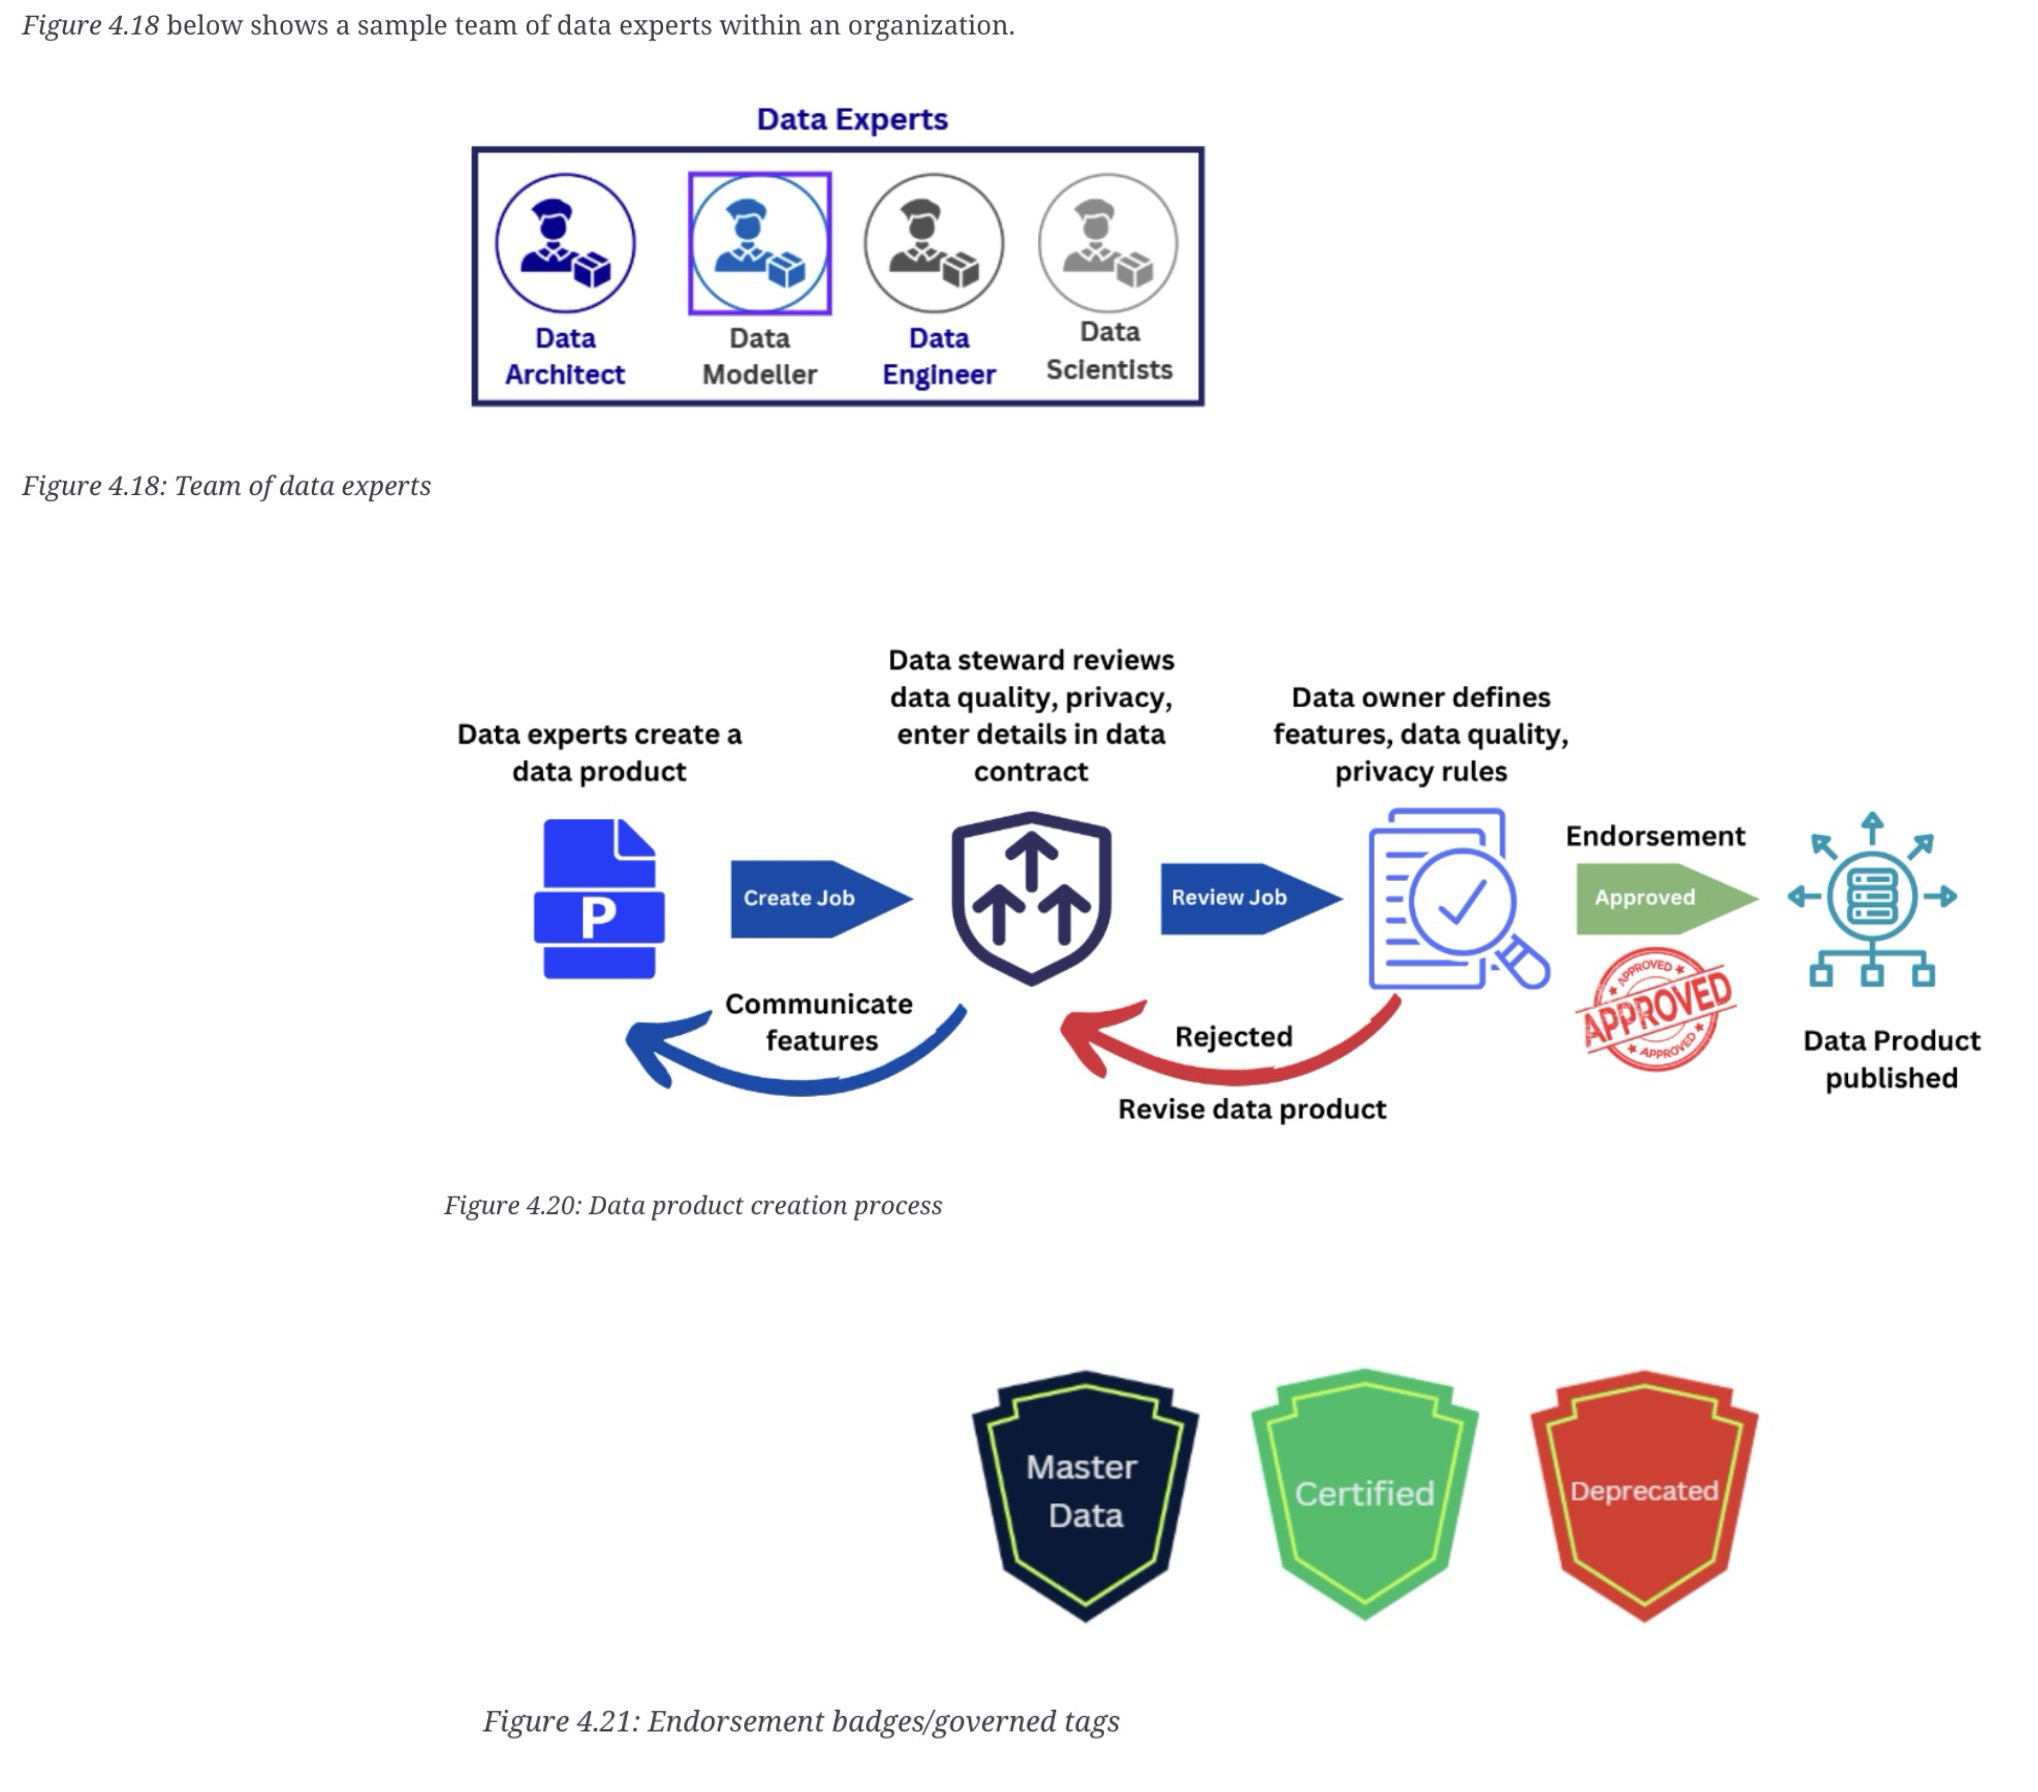 Figure 4.18 below shows a sample team of data experts within an organization.
Data Experts
Data
Architect
Data
Modeller
Data
Engineer
Data
Scientists
Figure 4.18: Team of data experts
Data experts create a
data product
Data steward reviews
data quality, privacy,
enter details in data
contract
Data owner defines
features, data quality,
privacy rules
P
Create Job
Review Job
Endorsement
Approved
Communicate
features
Rejected
Revise data product
APPROVED
APPROVED
APPROVED
Data Product
published
Figure 4.20: Data product creation process
Master
Data
Certified
Deprecated
Figure 4.21: Endorsement badges/governed tags